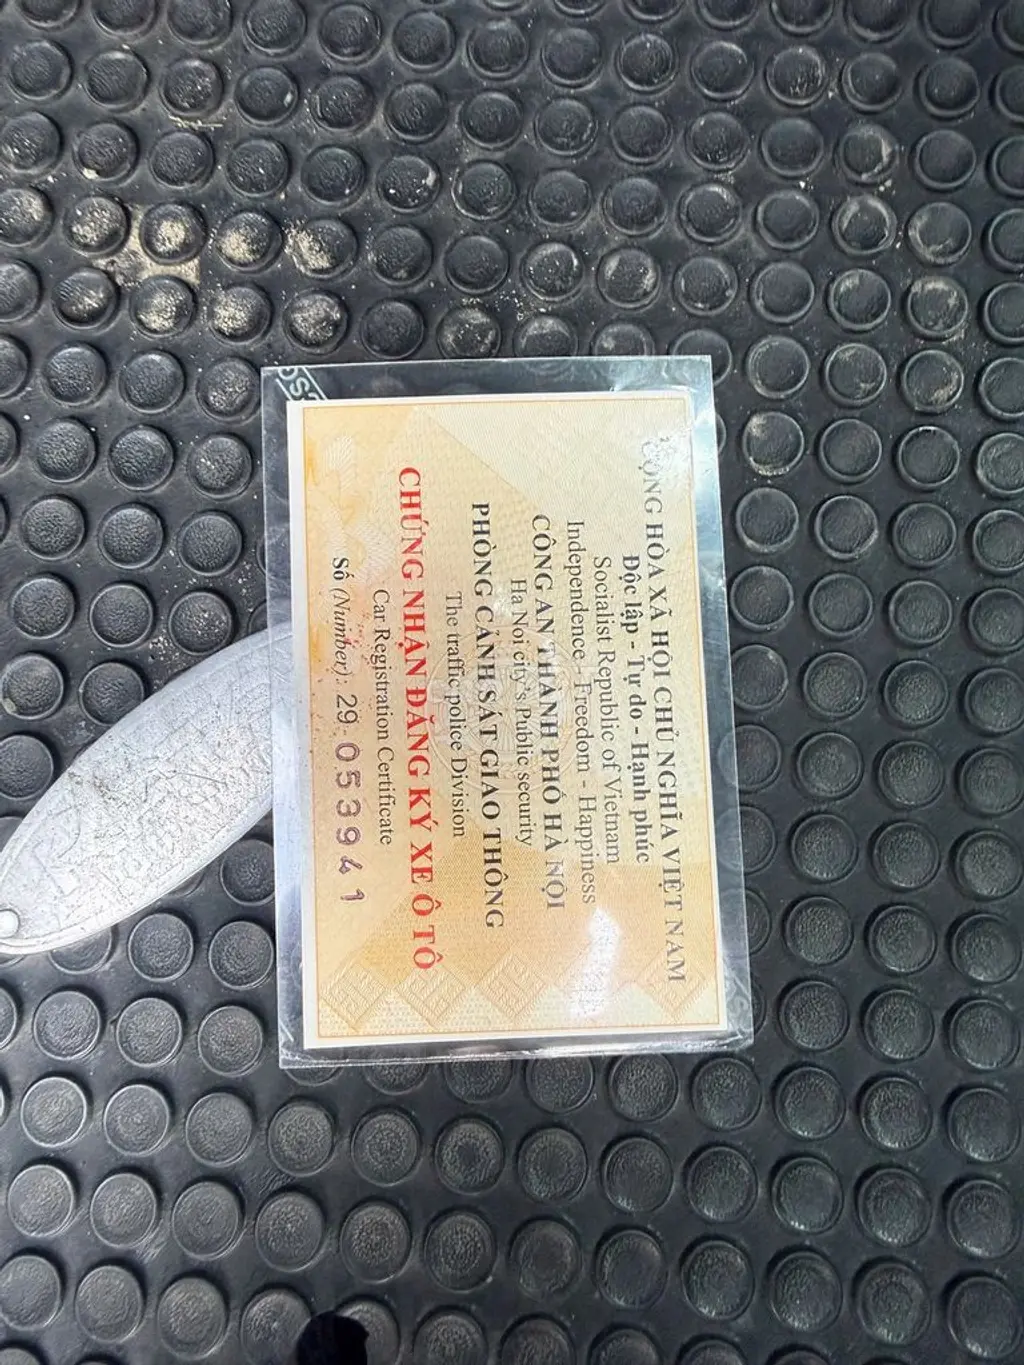 CỘNG HÒA XÃ HỘI CHỦ NGHĨA VIỆT NAM
Độc lập - Tự do - Hạnh phúc
Socialist Republic of Vietnam
Independence - Freedom - Happiness
CÔNG AN THÀNH PHỐ HÀ NỘI
Ha Noi city's Public security
PHÒNG CẢNH SÁT GIAO THÔNG
The traffic police Division
CHỨNG NHẬN ĐĂNG KÝ XE Ô TÔ
Car Registration Certificate
Số (Number): 29 053941